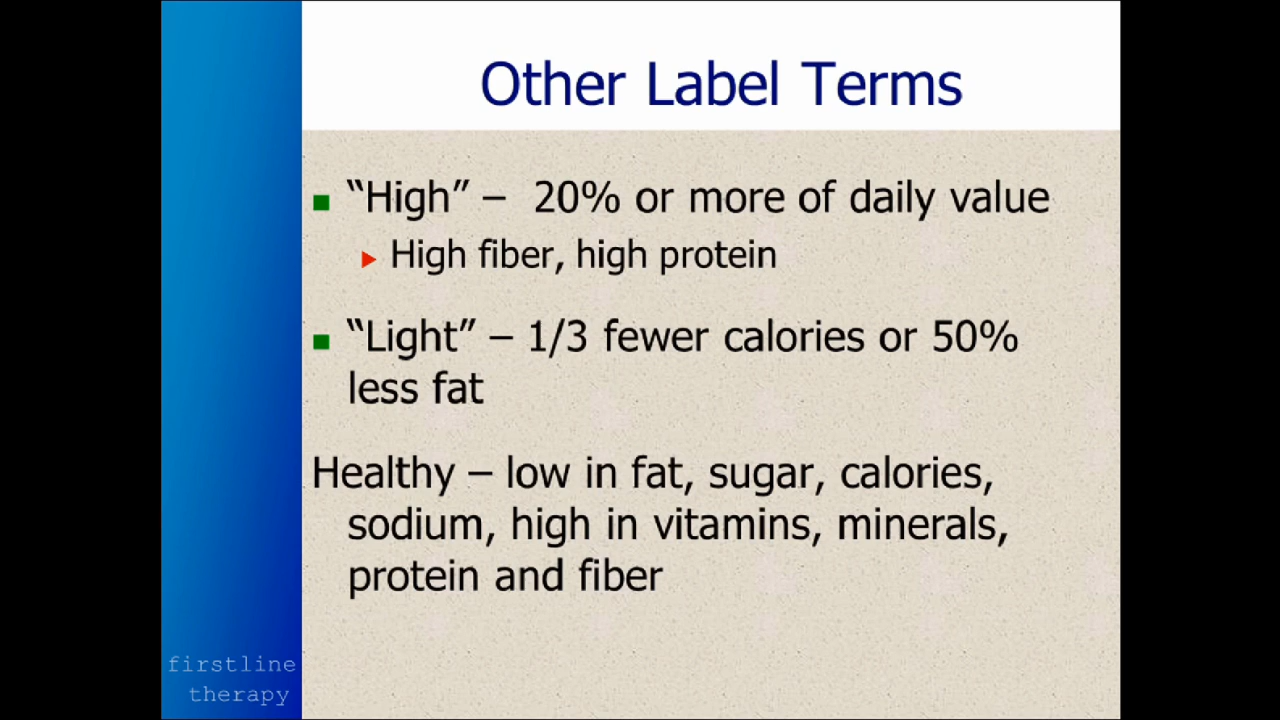 Other Label Terms
“High” – 20% or more of daily value
High fiber, high protein
“Light” – 1/3 fewer calories or 50%
less fat
Healthy – low in fat, sugar, calories,
sodium, high in vitamins, minerals,
protein and fiber
firstline
therapy